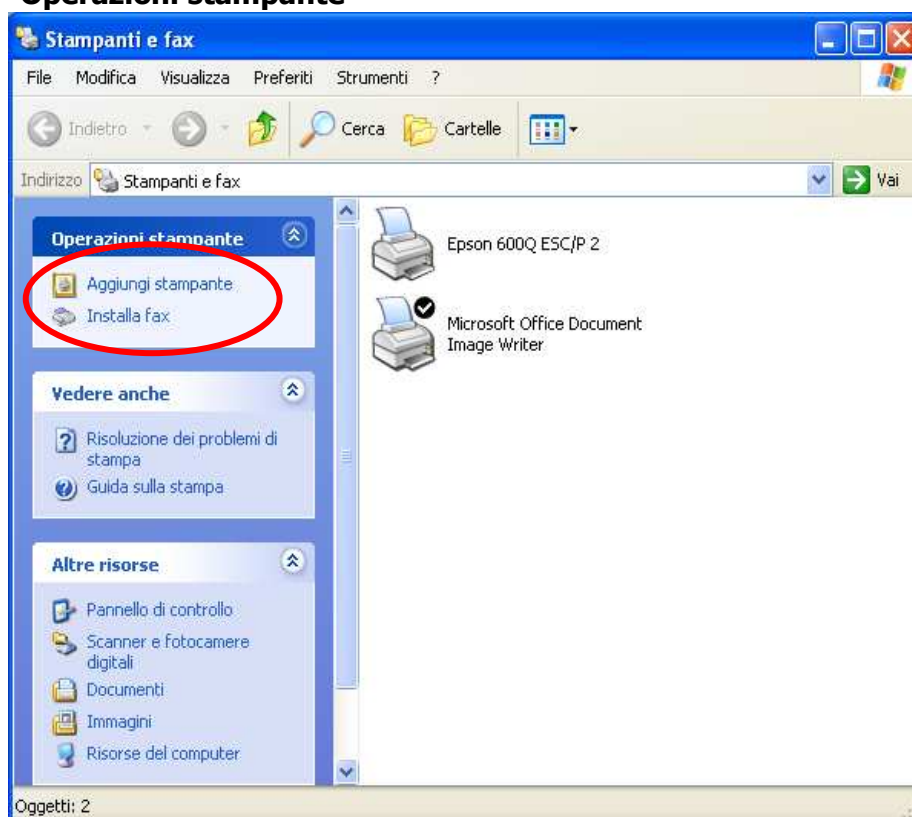 Operazioni Stampante
Stampanti e fax
File Modifica Visualizza Preferiti Strumenti ?
Indietro Cerca Cartelle
Indirizzo Stampanti e fax Vai
Operazioni stampante
Aggiungi stampante
Installa fax
Vedere anche
Risoluzione dei problemi di
stampa
Guida sulla stampa
Altre risorse
Pannello di controllo
Scanner e fotocamere
digitali
Documenti
Immagini
Risorse del computer
Epson 600Q ESC/P 2
Microsoft Office Document
Image Writer
Oggetti: 2